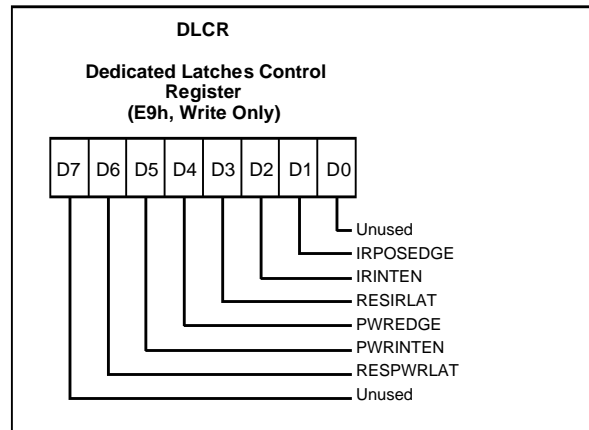 DLCR
Dedicated Latches Control
Register
(E9h, Write Only)
D7 D6 D5 D4 D3 D2 D1 D0
Unused
IRPOSEDGE
IRINTEN
RESIRLAT
PWREDGE
PWRINTEN
RESPWRLAT
Unused